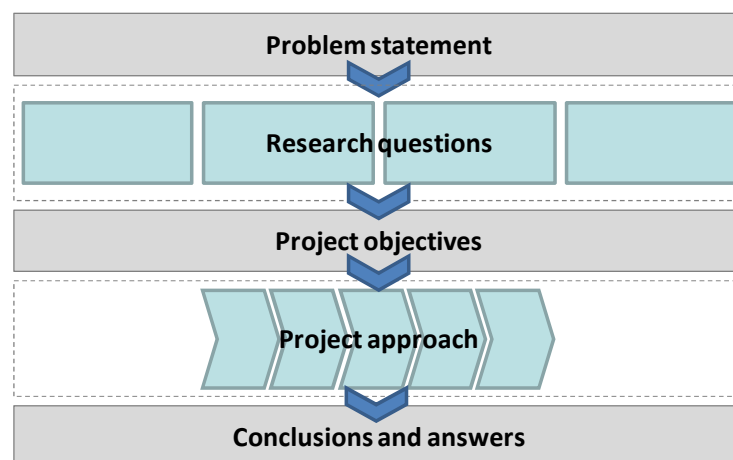 Problem statement
Research questions
Project objectives
Project approach
Conclusions and answers